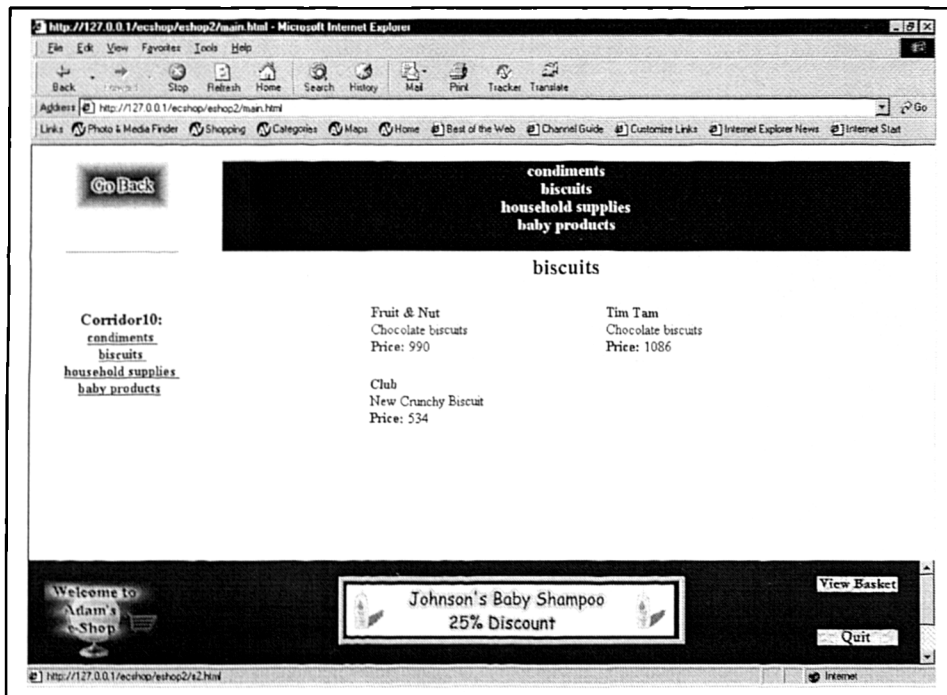 http://127.0.0.1/ecshop/eshop2/main.html - Microsoft Internet Explorer
File Edit View Favorites Tools Help
Back Forward Stop Refresh Home Search History Mail Print Tracker Translate
Address http://127.0.0.1/ecshop/eshop2/main.html Go
Links Photo & Media Finder Shopping Categories Maps Home Best of the Web Channel Guide Customize Links Internet Explorer News Internet Start
Go Back
condiments
biscuits
household supplies
baby products
biscuits
Corridor10:
condiments
biscuits
household supplies
baby products
Fruit & Nut
Chocolate biscuits
Price: 990
Tim Tam
Chocolate biscuits
Price: 1086
Club
New Crunchy Biscuit
Price: 534
Welcome to
Adam's
e-Shop
Johnson's Baby Shampoo
25% Discount
View Basket
Quit
http://127.0.0.1/ecshop/eshop2/s2.html Internet